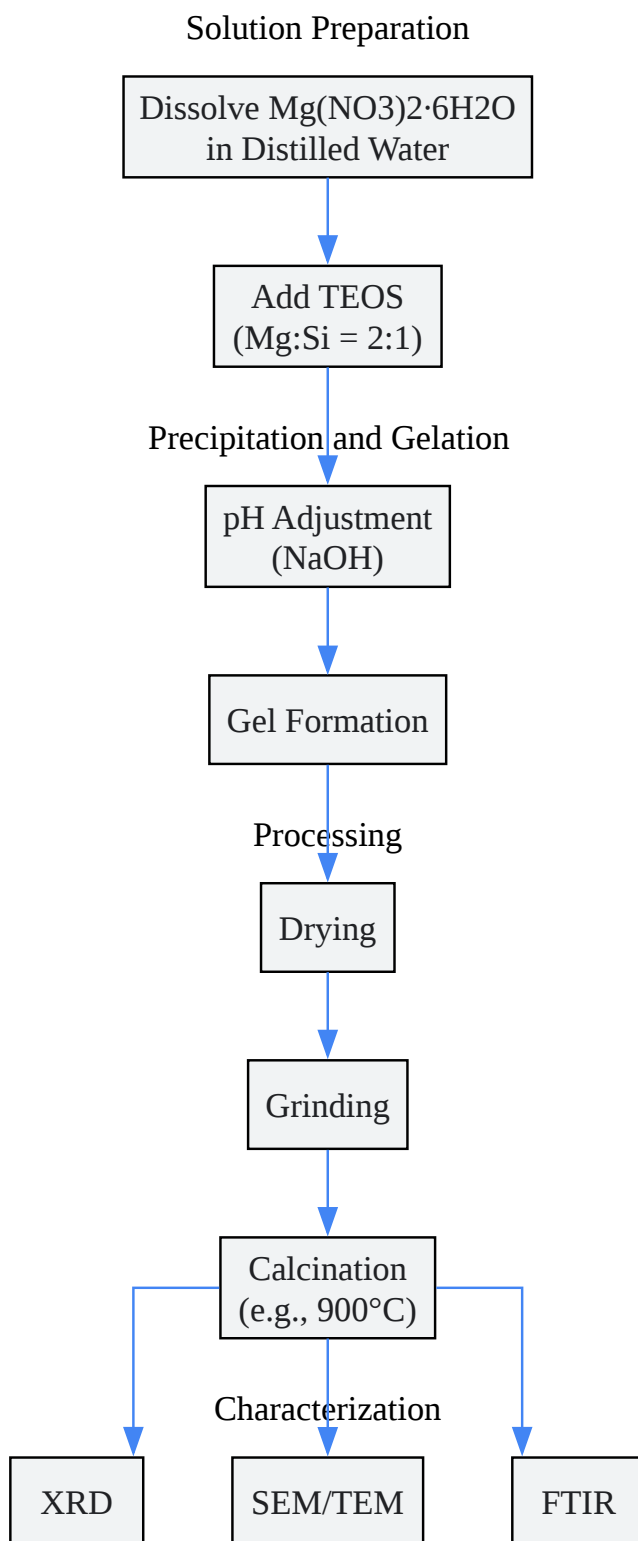 Solution Preparation
Dissolve Mg(NO3)2·6H2O
in Distilled Water
Add TEOS
(Mg:Si = 2:1)
Precipitation and Gelation
pH Adjustment
(NaOH)
Gel Formation
Processing
Drying
Grinding
Calcination
(e.g., 900°C)
Characterization
XRD
SEM/TEM
FTIR